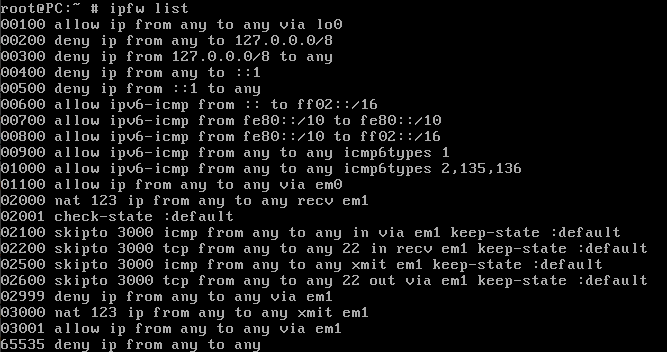 root@PC:~ # ipfw list
00100 allow ip from any to any via lo0
00200 deny ip from any to 127.0.0.0/8
00300 deny ip from 127.0.0.0/8 to any
00400 deny ip from any to ::1
00500 deny ip from ::1 to any
00600 allow ipv6-icmp from :: to ff02::/16
00700 allow ipv6-icmp from fe80::/10 to fe80::/10
00800 allow ipv6-icmp from fe80::/10 to ff02::/16
00900 allow ipv6-icmp from any to any icmp6types 1
01000 allow ipv6-icmp from any to any icmp6types 2,135,136
01100 allow ip from any to any via em0
02000 nat 123 ip from any to any recv em1
02001 check-state :default
02100 skipto 3000 icmp from any to any in via em1 keep-state :default
02200 skipto 3000 tcp from any to any 22 in recv em1 keep-state :default
02500 skipto 3000 icmp from any to any xmit em1 keep-state :default
02600 skipto 3000 tcp from any to any 22 out via em1 keep-state :default
02999 deny ip from any to any via em1
03000 nat 123 ip from any to any xmit em1
03001 allow ip from any to any via em1
65535 deny ip from any to any